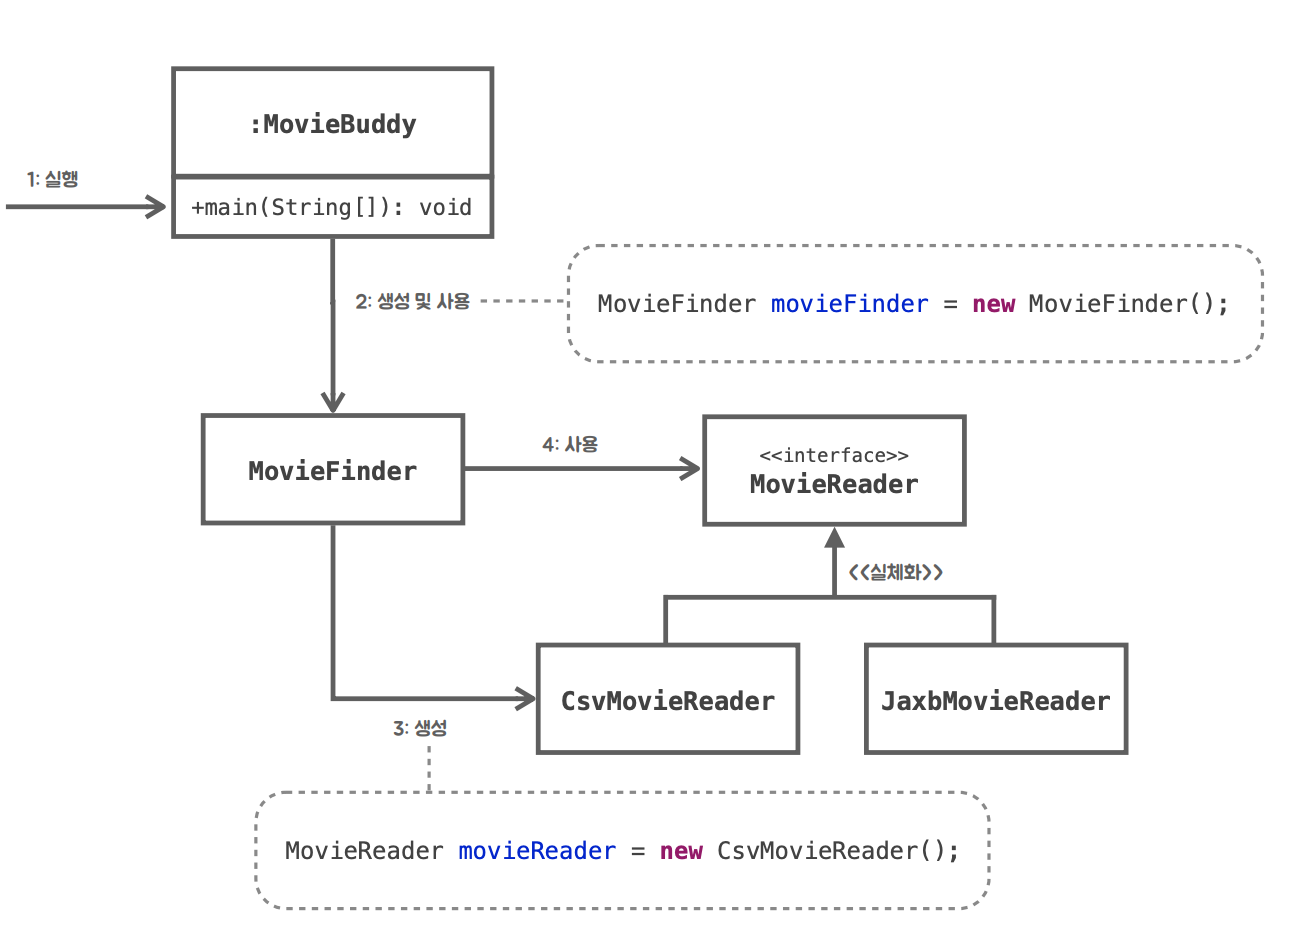 :MovieBuddy
1: 실행
+main(String[]): void
2: 생성 및 사용
MovieFinder movieFinder = new MovieFinder();
MovieFinder
4: 사용
<<interface>>
MovieReader
<<실체화>>
CsvMovieReader
JaxbMovieReader
3: 생성
MovieReader movieReader = new CsvMovieReader();